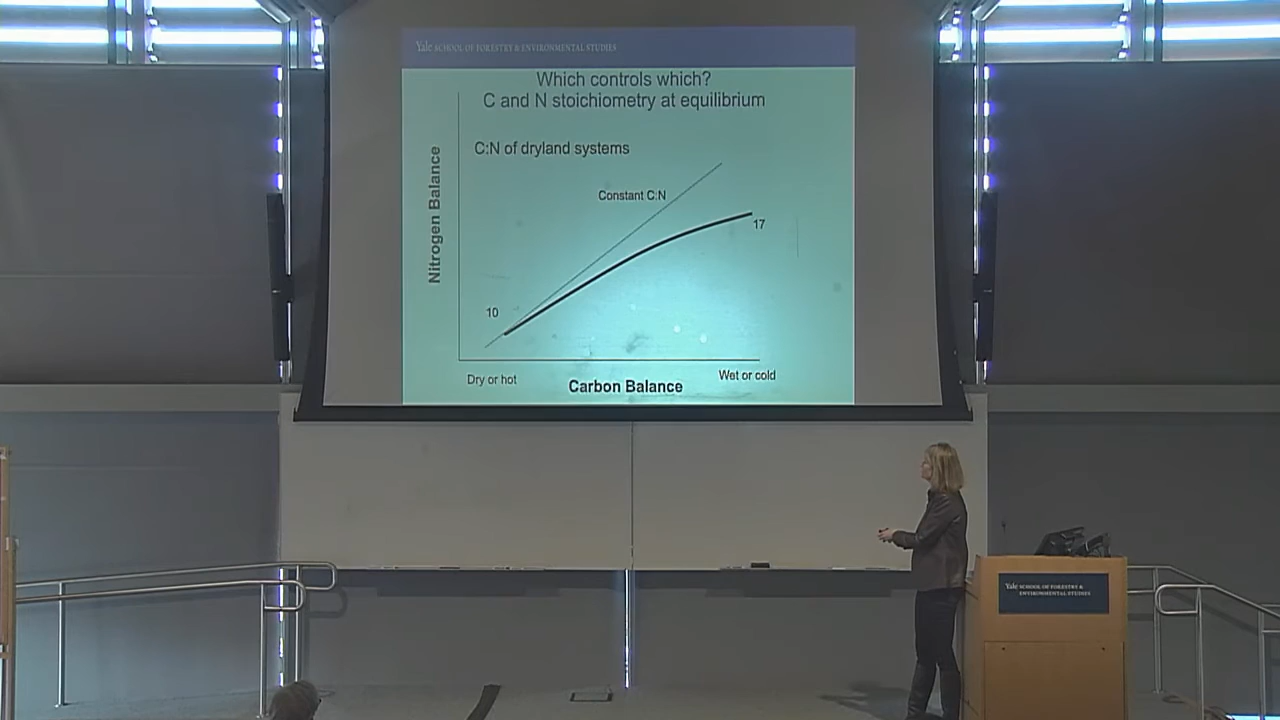 Yale SCHOOL OF FORESTRY & ENVIRONMENTAL STUDIES
Which controls which?
C and N stoichiometry at equilibrium
C:N of dryland systems
Constant C:N
17
10
Nitrogen Balance
Dry or hot
Wet or cold
Carbon Balance
Yale SCHOOL OF FORESTRY &
ENVIRONMENTAL STUDIES